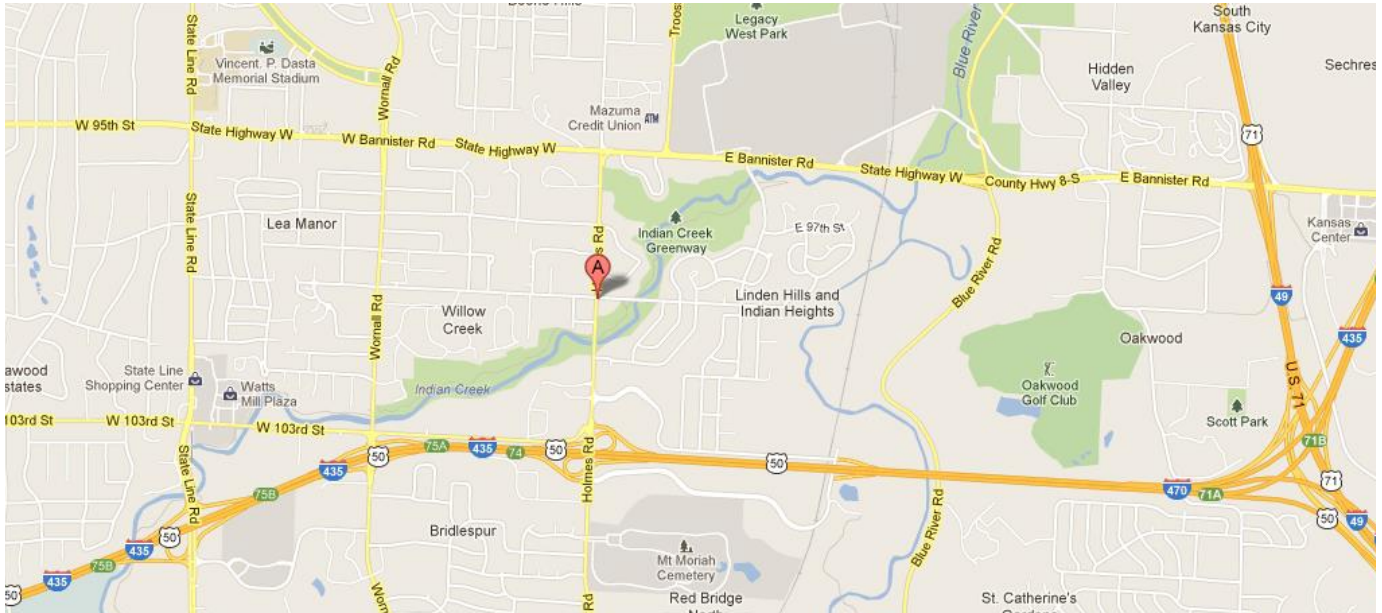 South
Kansas City
Legacy
West Park
Blue River
State Line Rd
Vincent. P. Dasta
Memorial Stadium
Wornall Rd
Hidden
Valley
Mazuma
Credit Union
ATM
W 95th St
State Highway W
W Bannister Rd
State Highway W
E Bannister Rd
State Highway W
County Hwy 8-S
E Bannister Rd
71
Lea Manor
State Line Rd
Indian Creek
Greenway
E 97th St
Kansas
Center
A
Blue River Rd
Willow
Creek
Wornall Rd
Linden Hills and
Indian Heights
49
435
Oakwood
State Line
Shopping Center
Watts
Mill Plaza
Indian Creek
Oakwood
Golf Club
U.S. 71
Scott Park
W 103rd St
W 103rd St
75A
435
74
50
50
435
50
Holmes Rd
71B
470
71A
71
50
49
State Line Rd
75B
Blue River Rd
Bridlespur
50
435
75B
435
50
Mt Moriah
Cemetery
Red Bridge
St. Catherine's
Rd